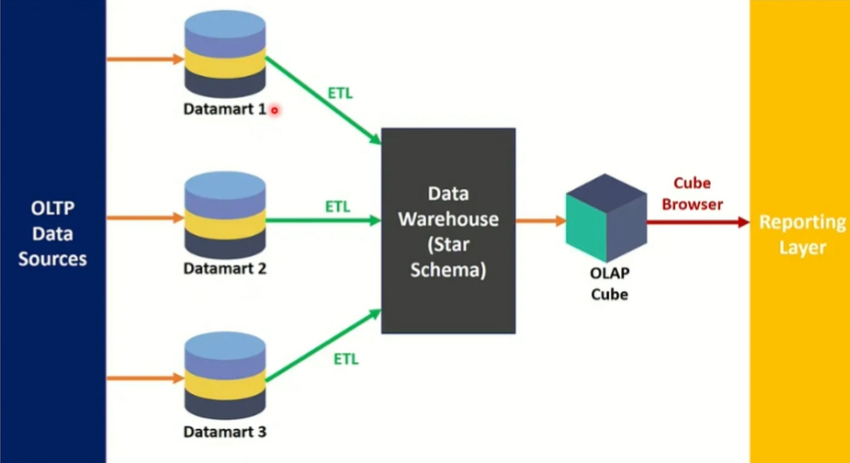 OLTP
Data
Sources
Datamart 1
ETL
Datamart 2
ETL
Datamart 3
ETL
Data
Warehouse
(Star
Schema)
OLAP
Cube
Cube
Browser
Reporting
Layer